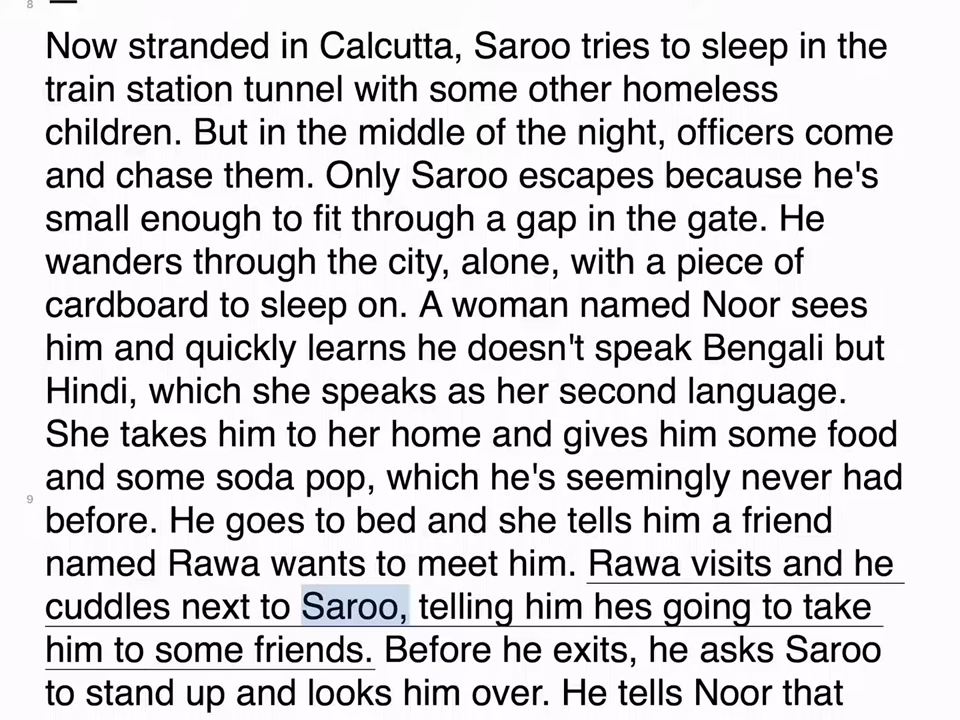 8
Now stranded in Calcutta, Saroo tries to sleep in the
train station tunnel with some other homeless
children. But in the middle of the night, officers come
and chase them. Only Saroo escapes because he's
small enough to fit through a gap in the gate. He
wanders through the city, alone, with a piece of
cardboard to sleep on. A woman named Noor sees
him and quickly learns he doesn't speak Bengali but
Hindi, which she speaks as her second language.
She takes him to her home and gives him some food
and some soda pop, which he's seemingly never had
9
before. He goes to bed and she tells him a friend
named Rawa wants to meet him. Rawa visits and he
cuddles next to Saroo, telling him hes going to take
him to some friends. Before he exits, he asks Saroo
to stand up and looks him over. He tells Noor that